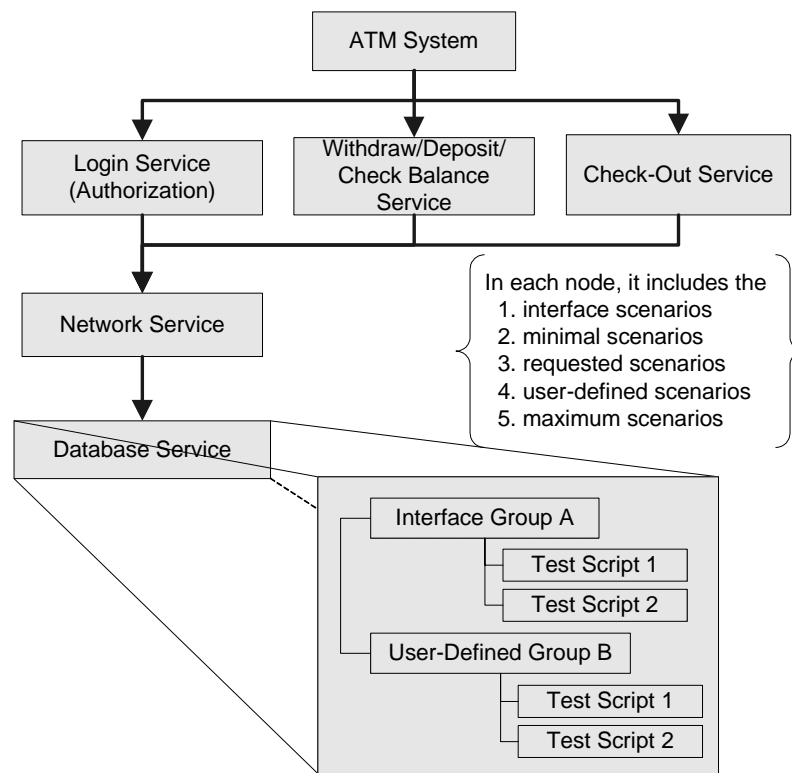 ATM System
Login Service
(Authorization)
Withdraw/Deposit/
Check Balance
Service
Check-Out Service
In each node, it includes the
1. interface scenarios
2. minimal scenarios
3. requested scenarios
4. user-defined scenarios
5. maximum scenarios
Network Service
Database Service
Interface Group A
Test Script 1
Test Script 2
User-Defined Group B
Test Script 1
Test Script 2